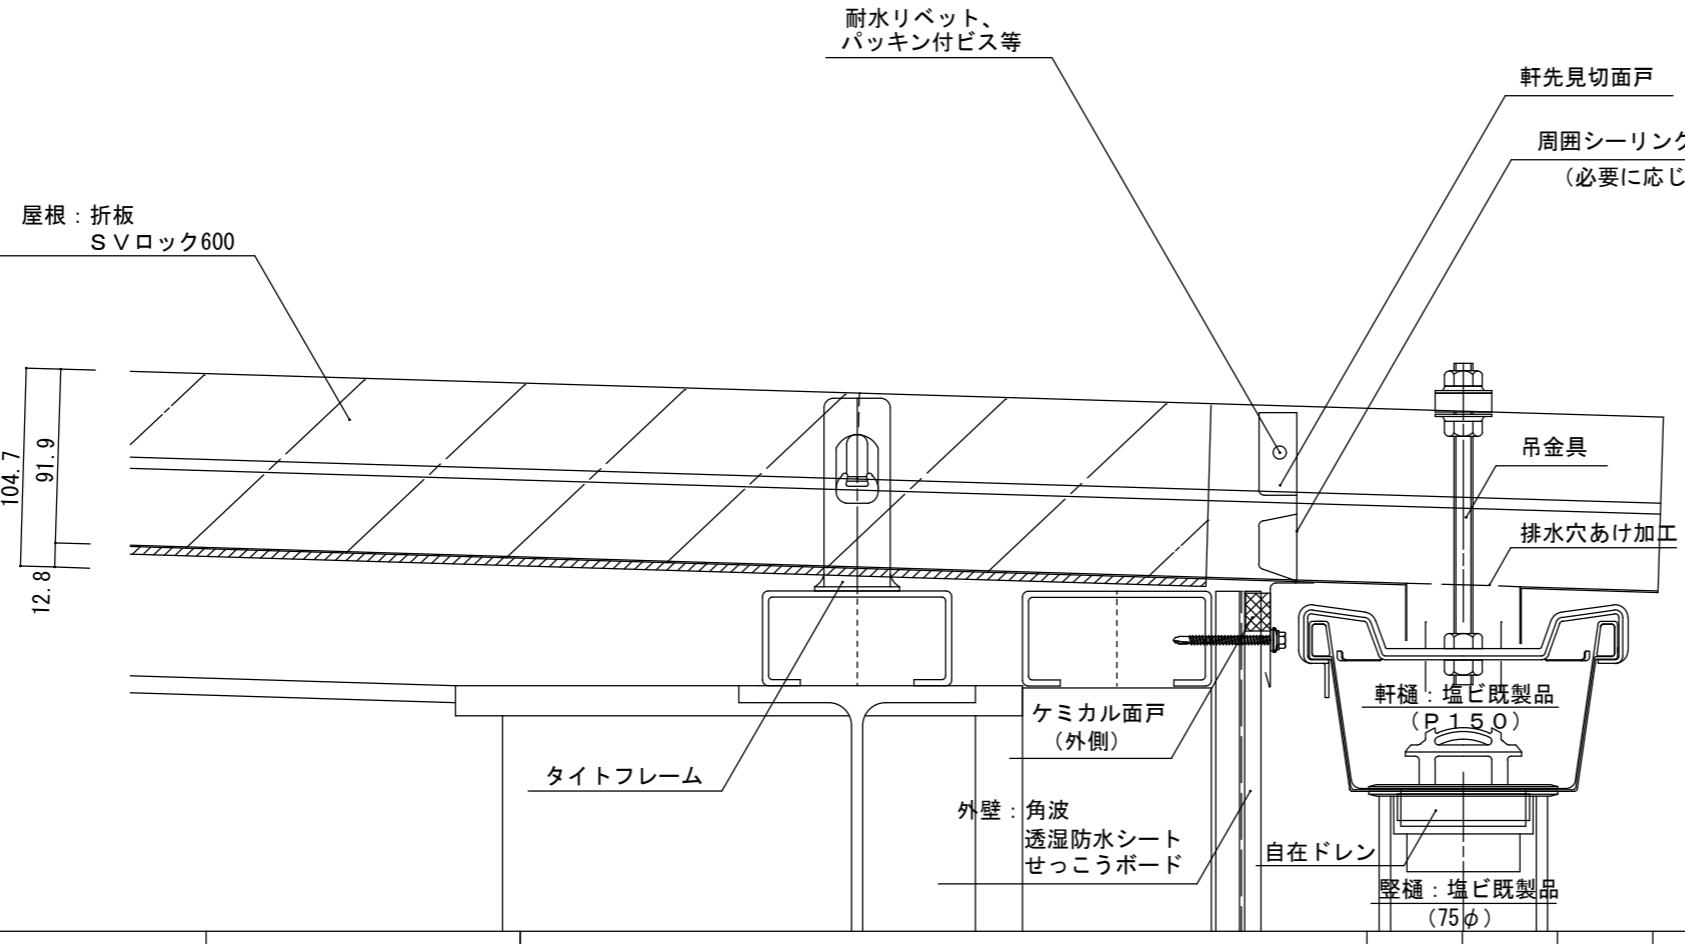 耐水リベット、
パッキン付ビス等
軒先見切面戸
周囲シーリング
（必要に応じ
屋根：折板
ＳＶロック600
104.7
91.9
12.8
吊金具
排水穴あけ加工
軒樋：塩ビ既製品
（Ｐ１５０）
ケミカル面戸
（外側）
タイトフレーム
外壁：角波
透湿防水シート
せっこうボード
自在ドレン
竪樋：塩ビ既製品
（75φ）